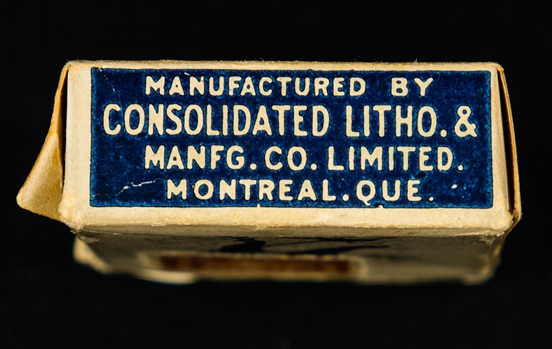 MANUFACTURED BY
CONSOLIDATED LITHO. &
MANFG. CO. LIMITED.
MONTREAL. QUE.